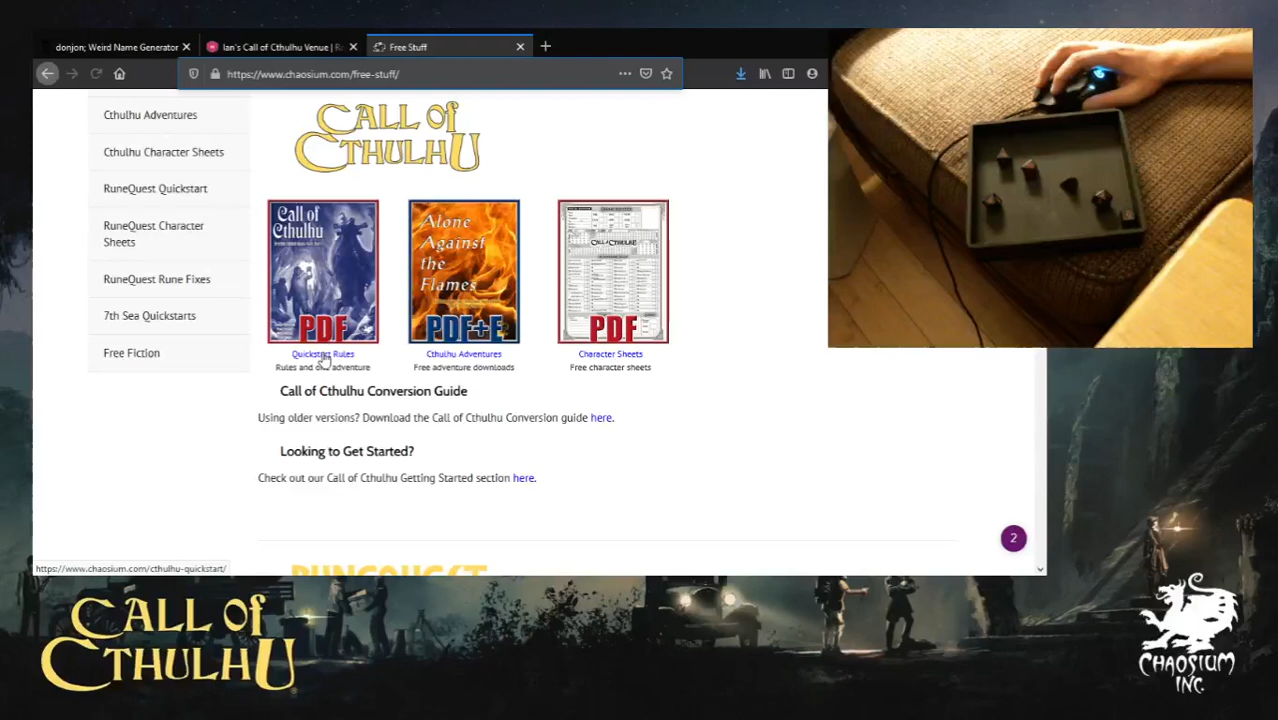 donjon; Weird Name Generator
Ian's Call of Cthulhu Venue |
Free Stuff
https://www.chaosium.com/free-stuff/
Cthulhu Adventures
Cthulhu Character Sheets
RuneQuest Quickstart
RuneQuest Character
Sheets
RuneQuest Rune Fixes
7th Sea Quickstarts
Free Fiction
CALL of
CTHULHU
Call of
Cthulhu
PDF
Alone
Against
the
Flames
PDF+E
CALL of CTHULHU
PDF
Quickstart Rules
Rules and one adventure
Cthulhu Adventures
Free adventure downloads
Character Sheets
Free character sheets
Call of Cthulhu Conversion Guide
Using older versions? Download the Call of Cthulhu Conversion guide here.
Looking to Get Started?
Check out our Call of Cthulhu Getting Started section here.
2
RUNEQUEST
https://www.chaosium.com/cthulhu-quickstart/
CALL of
CTHULHU®
CHAOSIUM
INC.